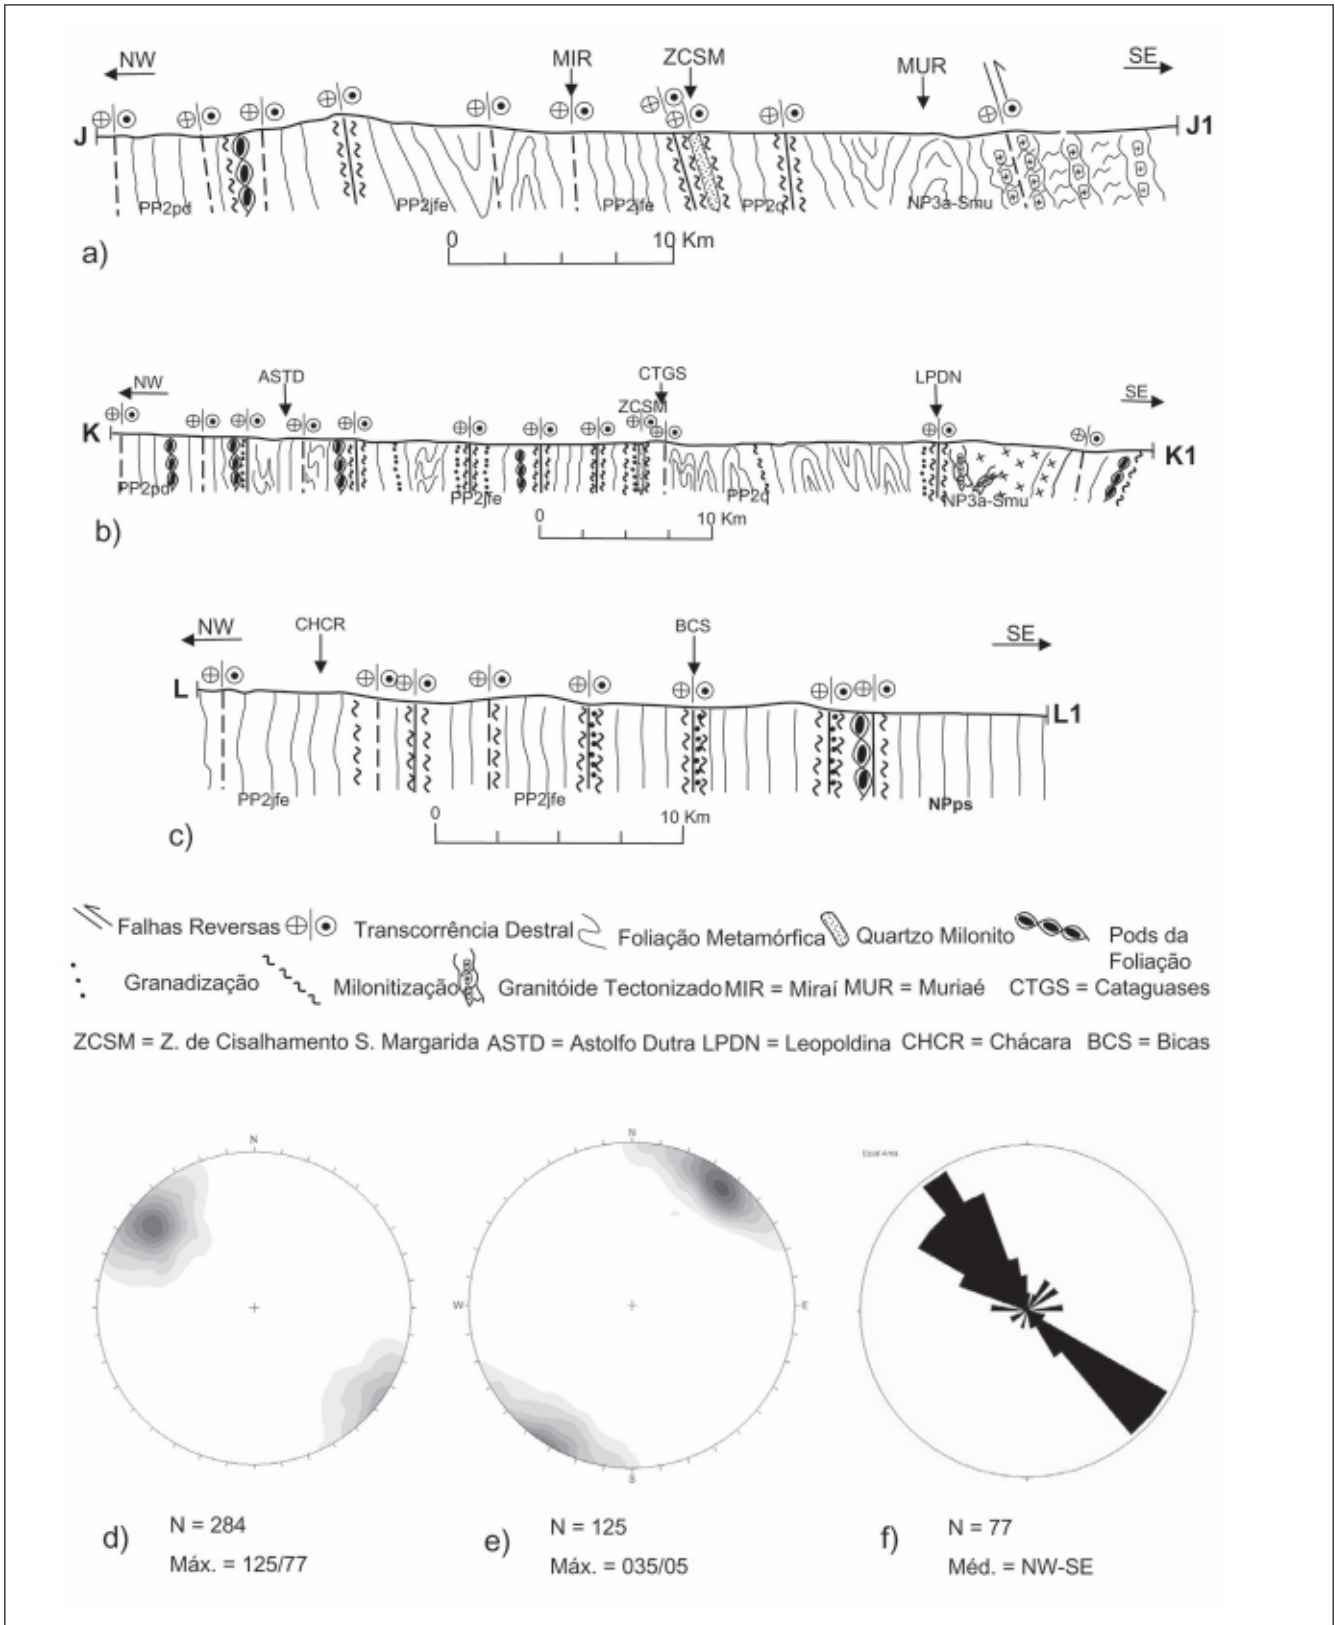 NW MIR ZCSM MUR SE
J J1
PP2pd PP2jfe PP2jfe PP2q NP3a-Smu
a)
0 10 Km
NW ASTD CTGS LPDN SE
ZCSM
K K1
PP2pd PP2jfe PP2q NP3a-Smu
b)
0 10 Km
NW CHCR BCS SE
L L1
PP2jfe PP2jfe NPps
c)
0 10 Km
Falhas Reversas Transcorrência Destral Foliação Metamórfica Quartzo Milonito Pods da
Foliação
Granadização Milonitização Granitóide Tectonizado MIR = Miraí MUR = Muriaé CTGS = Cataguases
ZCSM = Z. de Cisalhamento S. Margarida ASTD = Astolfo Dutra LPDN = Leopoldina CHCR = Chácara BCS = Bicas
N
N
W E
S
Equal Area
d) N = 284
Máx. = 125/77
e) N = 125
Máx. = 035/05
f) N = 77
Méd. = NW-SE